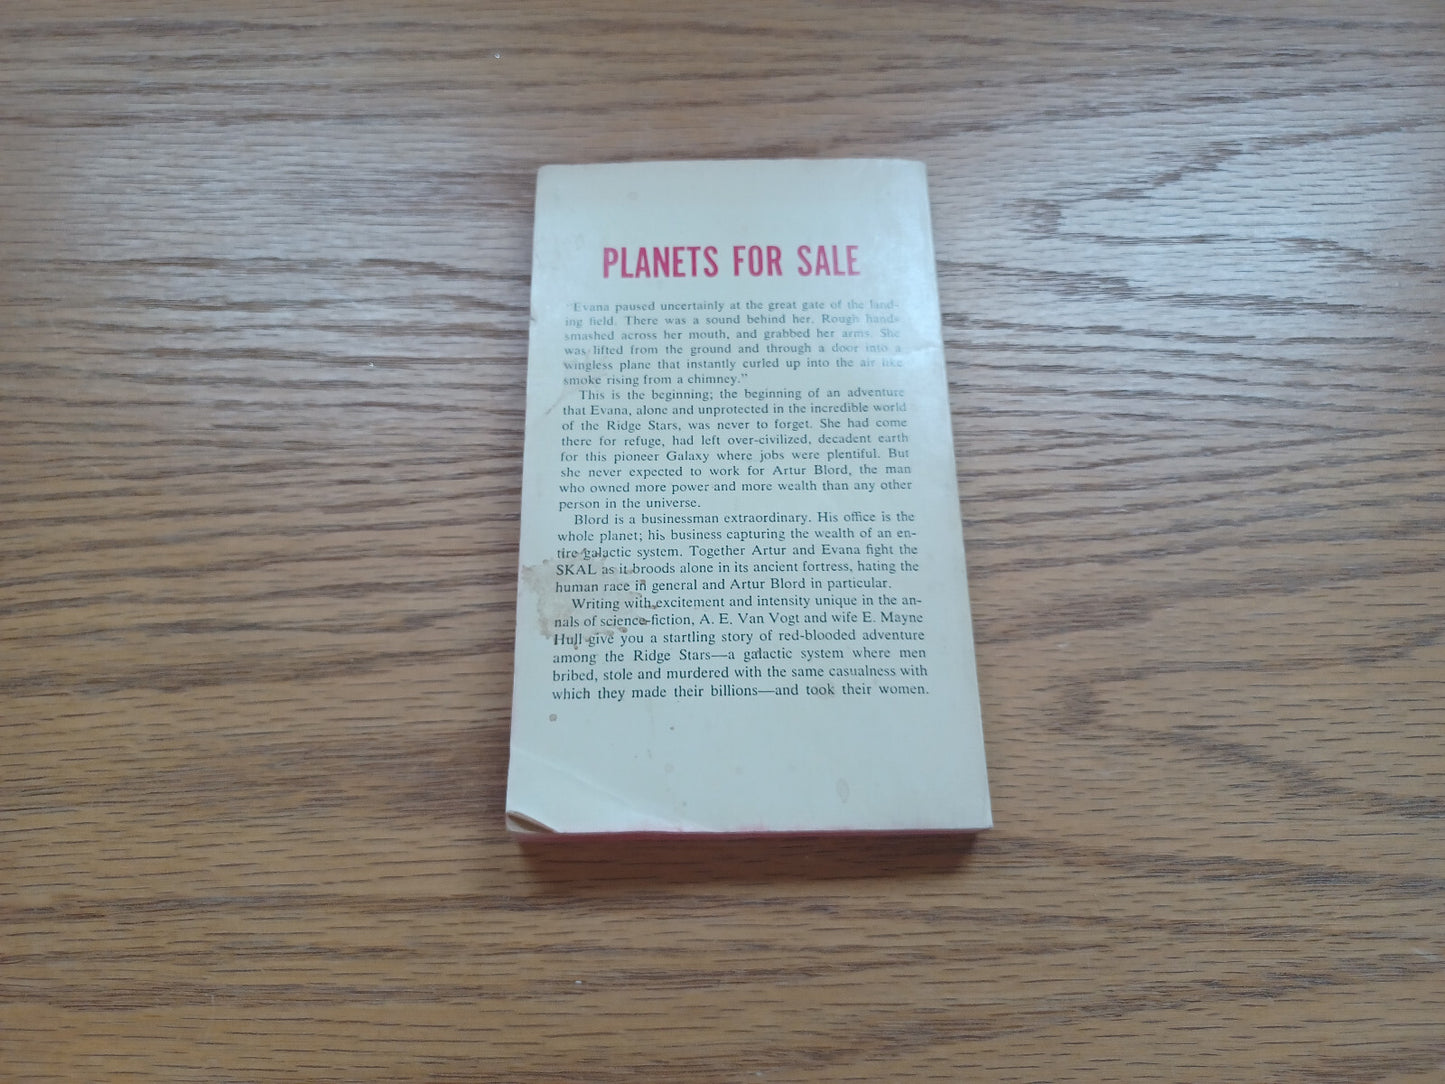 PLANETS FOR SALE
"Evana paused uncertainly at the great gate of the land-
ing field. There was a sound behind her. Rough hands
smashed across her mouth, and grabbed her arms. She
was lifted from the ground and through a door into a
wingless plane that instantly curled up into the air like
smoke rising from a chimney."
This is the beginning; the beginning of an adventure
that Evana, alone and unprotected in the incredible world
of the Ridge Stars, was never to forget. She had come
there for refuge, had left over-civilized, decadent earth
for this pioneer Galaxy where jobs were plentiful. But
she never expected to work for Artur Blord, the man
who owned more power and more wealth than any other
person in the universe.
Blord is a businessman extraordinary. His office is the
whole planet; his business capturing the wealth of an en-
tire galactic system. Together Artur and Evana fight the
SKAL as it broods alone in its ancient fortress, hating the
human race in general and Artur Blord in particular.
Writing with excitement and intensity unique in the an-
nals of science-fiction, A. E. Van Vogt and wife E. Mayne
Hull give you a startling story of red-blooded adventure
among the Ridge Stars—a galactic system where men
bribed, stole and murdered with the same casualness with
which they made their billions—and took their women.